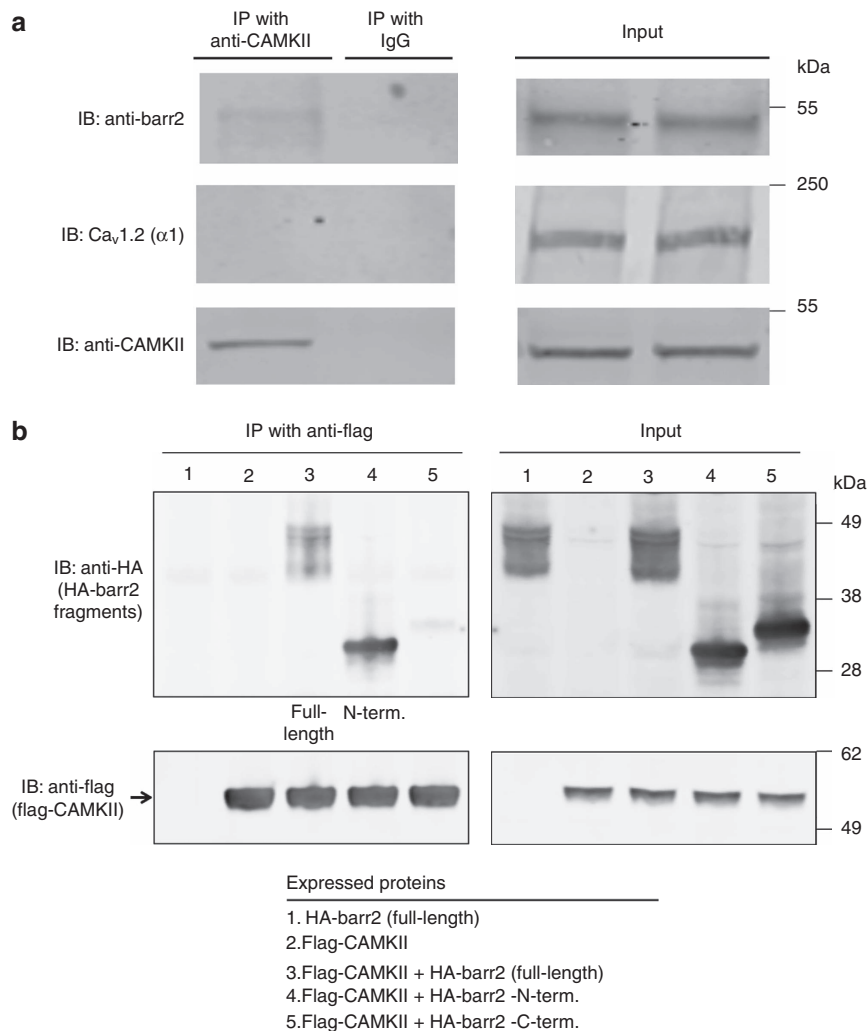 a
IP with
anti-CAMKII
IP with
IgG
Input
kDa
IB: anti-barr2
55
IB: Cav1.2 (α1)
250
IB: anti-CAMKII
55
b
IP with anti-flag
Input
1 2 3 4 5
1 2 3 4 5
kDa
IB: anti-HA
(HA-barr2
fragments)
49
38
28
Full-
length
N-term.
IB: anti-flag
(flag-CAMKII)
62
49
Expressed proteins
1. HA-barr2 (full-length)
2.Flag-CAMKII
3.Flag-CAMKII + HA-barr2 (full-length)
4.Flag-CAMKII + HA-barr2 -N-term.
5.Flag-CAMKII + HA-barr2 -C-term.